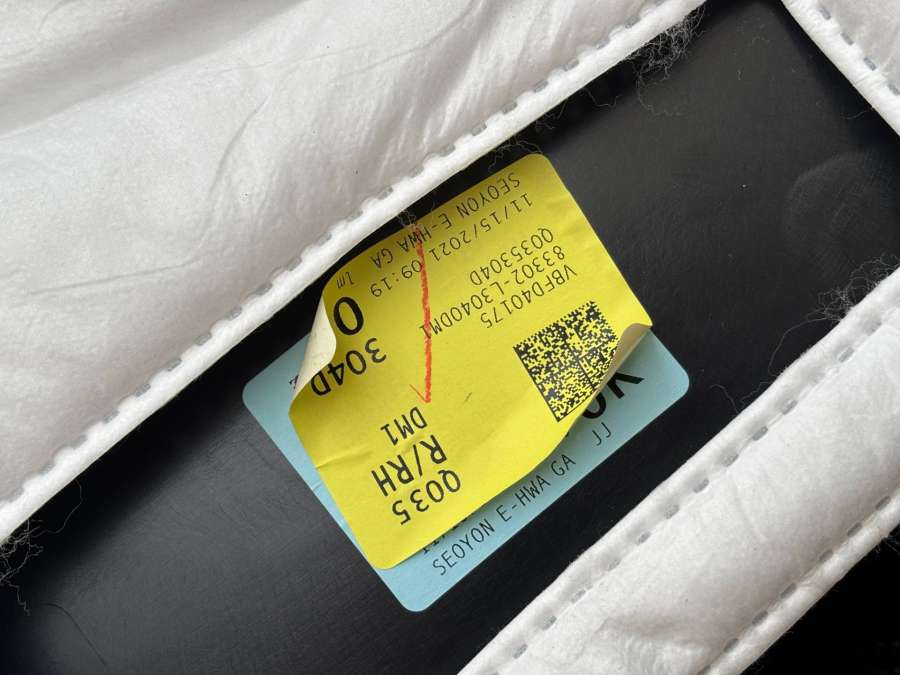 Q035
R/RH
DM1
304D
O
VBFD40175
83302-L3040DM1
Q035304D
11/15/2021 09:19
SEOYON E-HWA GA
SEOYON E-HWA GA JJ